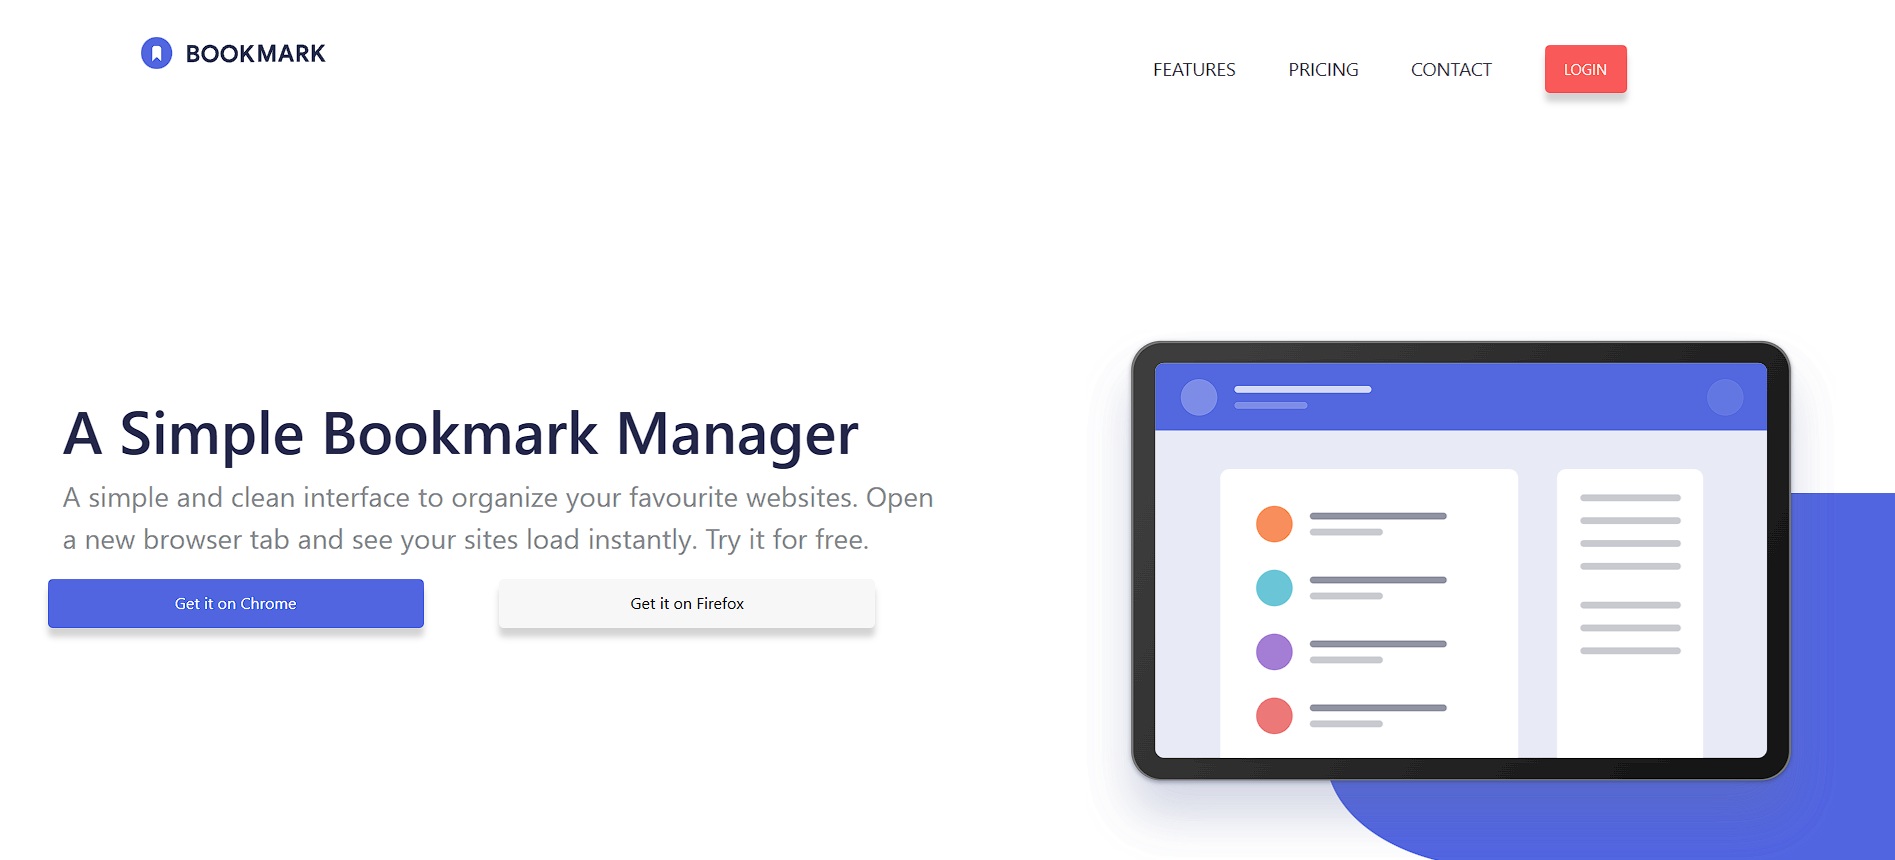 BOOKMARK
FEATURES PRICING CONTACT LOGIN
A Simple Bookmark Manager
A simple and clean interface to organize your favourite websites. Open
a new browser tab and see your sites load instantly. Try it for free.
Get it on Chrome Get it on Firefox